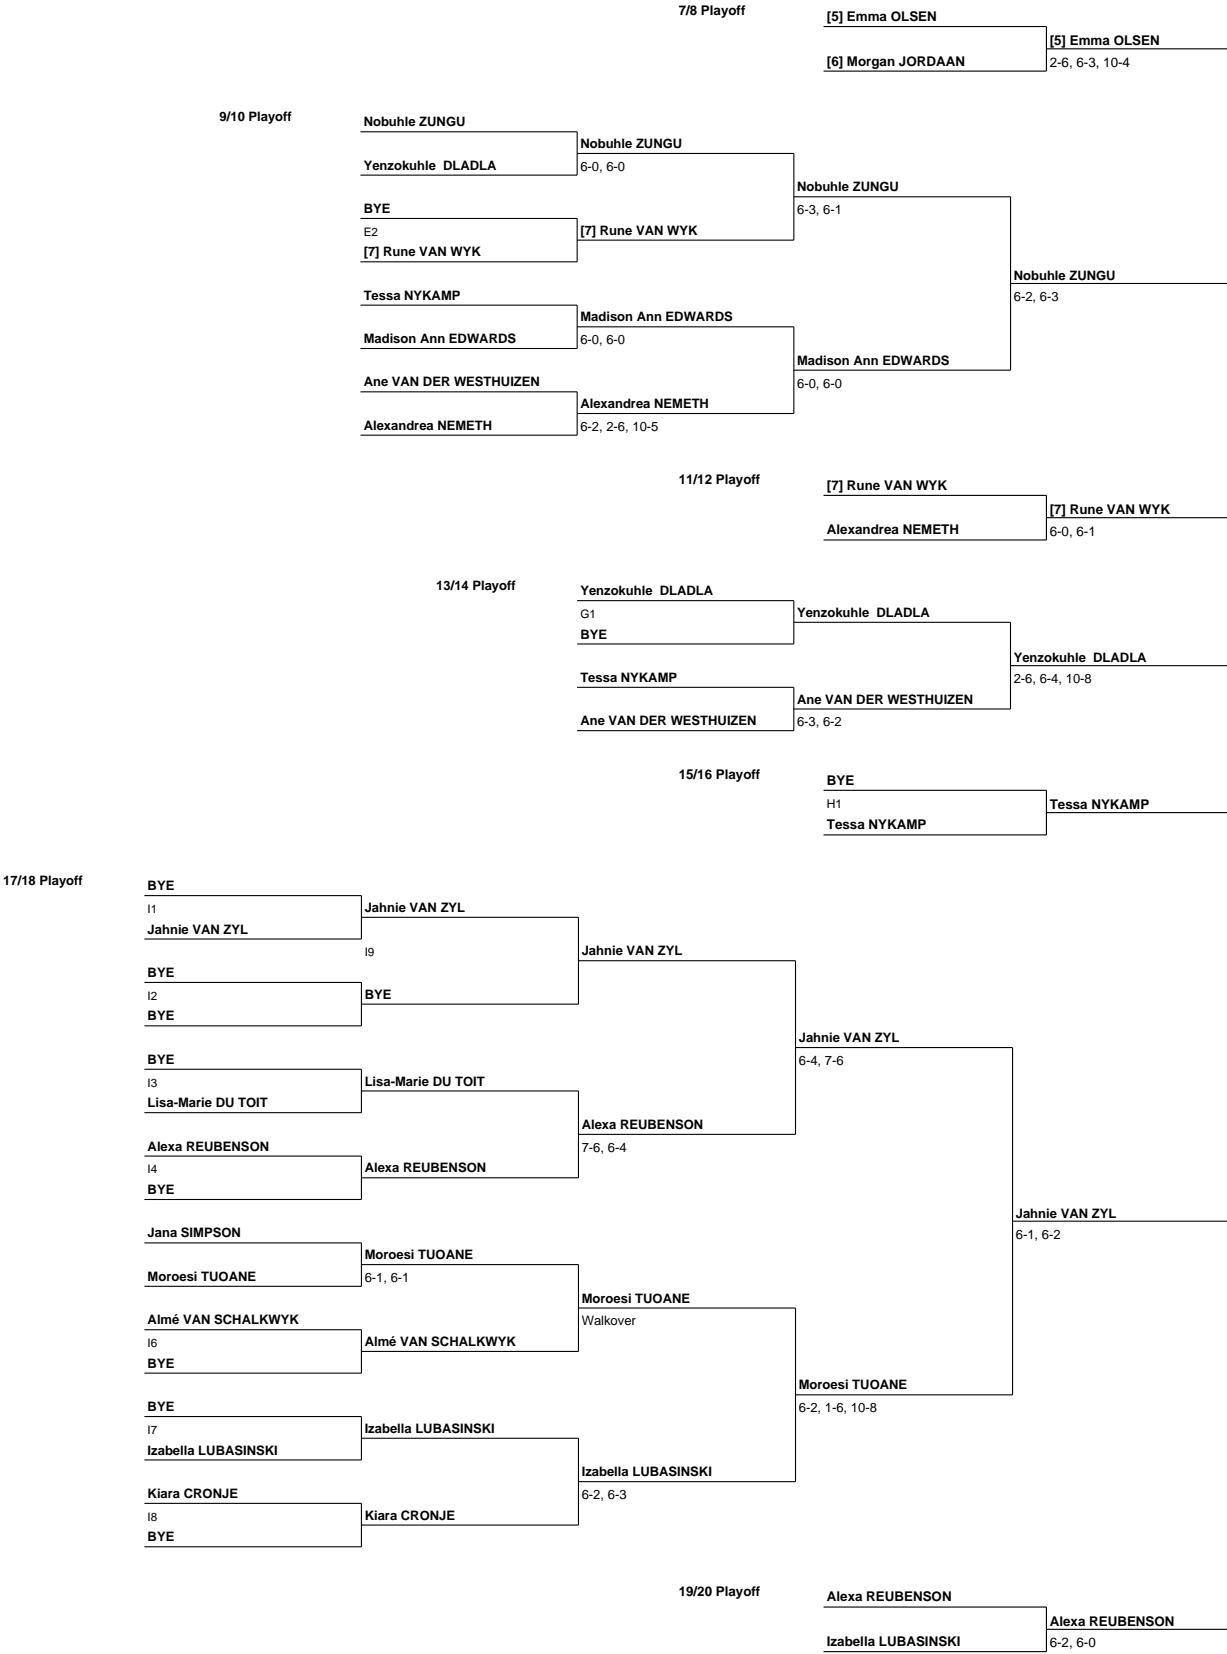 7/8 Playoff
[5] Emma OLSEN
[5] Emma OLSEN
[6] Morgan JORDAAN
2-6, 6-3, 10-4
9/10 Playoff
Nobuhle ZUNGU
Nobuhle ZUNGU
Yenzokuhle DLADLA
6-0, 6-0
Nobuhle ZUNGU
BYE
6-3, 6-1
E2
[7] Rune VAN WYK
[7] Rune VAN WYK
Nobuhle ZUNGU
Tessa NYKAMP
6-2, 6-3
Madison Ann EDWARDS
Madison Ann EDWARDS
6-0, 6-0
Madison Ann EDWARDS
Ane VAN DER WESTHUIZEN
6-0, 6-0
Alexandrea NEMETH
Alexandrea NEMETH
6-2, 2-6, 10-5
11/12 Playoff
[7] Rune VAN WYK
[7] Rune VAN WYK
Alexandrea NEMETH
6-0, 6-1
13/14 Playoff
Yenzokuhle DLADLA
G1
Yenzokuhle DLADLA
BYE
Yenzokuhle DLADLA
Tessa NYKAMP
2-6, 6-4, 10-8
Ane VAN DER WESTHUIZEN
Ane VAN DER WESTHUIZEN
6-3, 6-2
15/16 Playoff
BYE
H1
Tessa NYKAMP
Tessa NYKAMP
17/18 Playoff
BYE
I1
Jahnie VAN ZYL
Jahnie VAN ZYL
I9
Jahnie VAN ZYL
BYE
I2
BYE
BYE
Jahnie VAN ZYL
BYE
6-4, 7-6
I3
Lisa-Marie DU TOIT
Lisa-Marie DU TOIT
Alexa REUBENSON
Alexa REUBENSON
7-6, 6-4
I4
Alexa REUBENSON
BYE
Jahnie VAN ZYL
Jana SIMPSON
6-1, 6-2
Moroesi TUOANE
Moroesi TUOANE
6-1, 6-1
Moroesi TUOANE
Almé VAN SCHALKWYK
Walkover
I6
Almé VAN SCHALKWYK
BYE
Moroesi TUOANE
BYE
6-2, 1-6, 10-8
I7
Izabella LUBASINSKI
Izabella LUBASINSKI
Izabella LUBASINSKI
Kiara CRONJE
6-2, 6-3
I8
Kiara CRONJE
BYE
19/20 Playoff
Alexa REUBENSON
Alexa REUBENSON
Izabella LUBASINSKI
6-2, 6-0